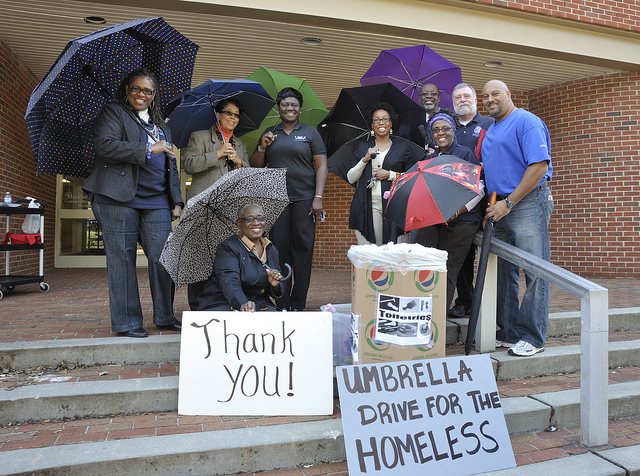 Thank
you!
Toiletries
UMBRELLA
DRIVE FOR THE
HOMELESS